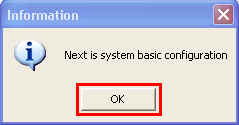 Information
Next is system basic configuration
OK